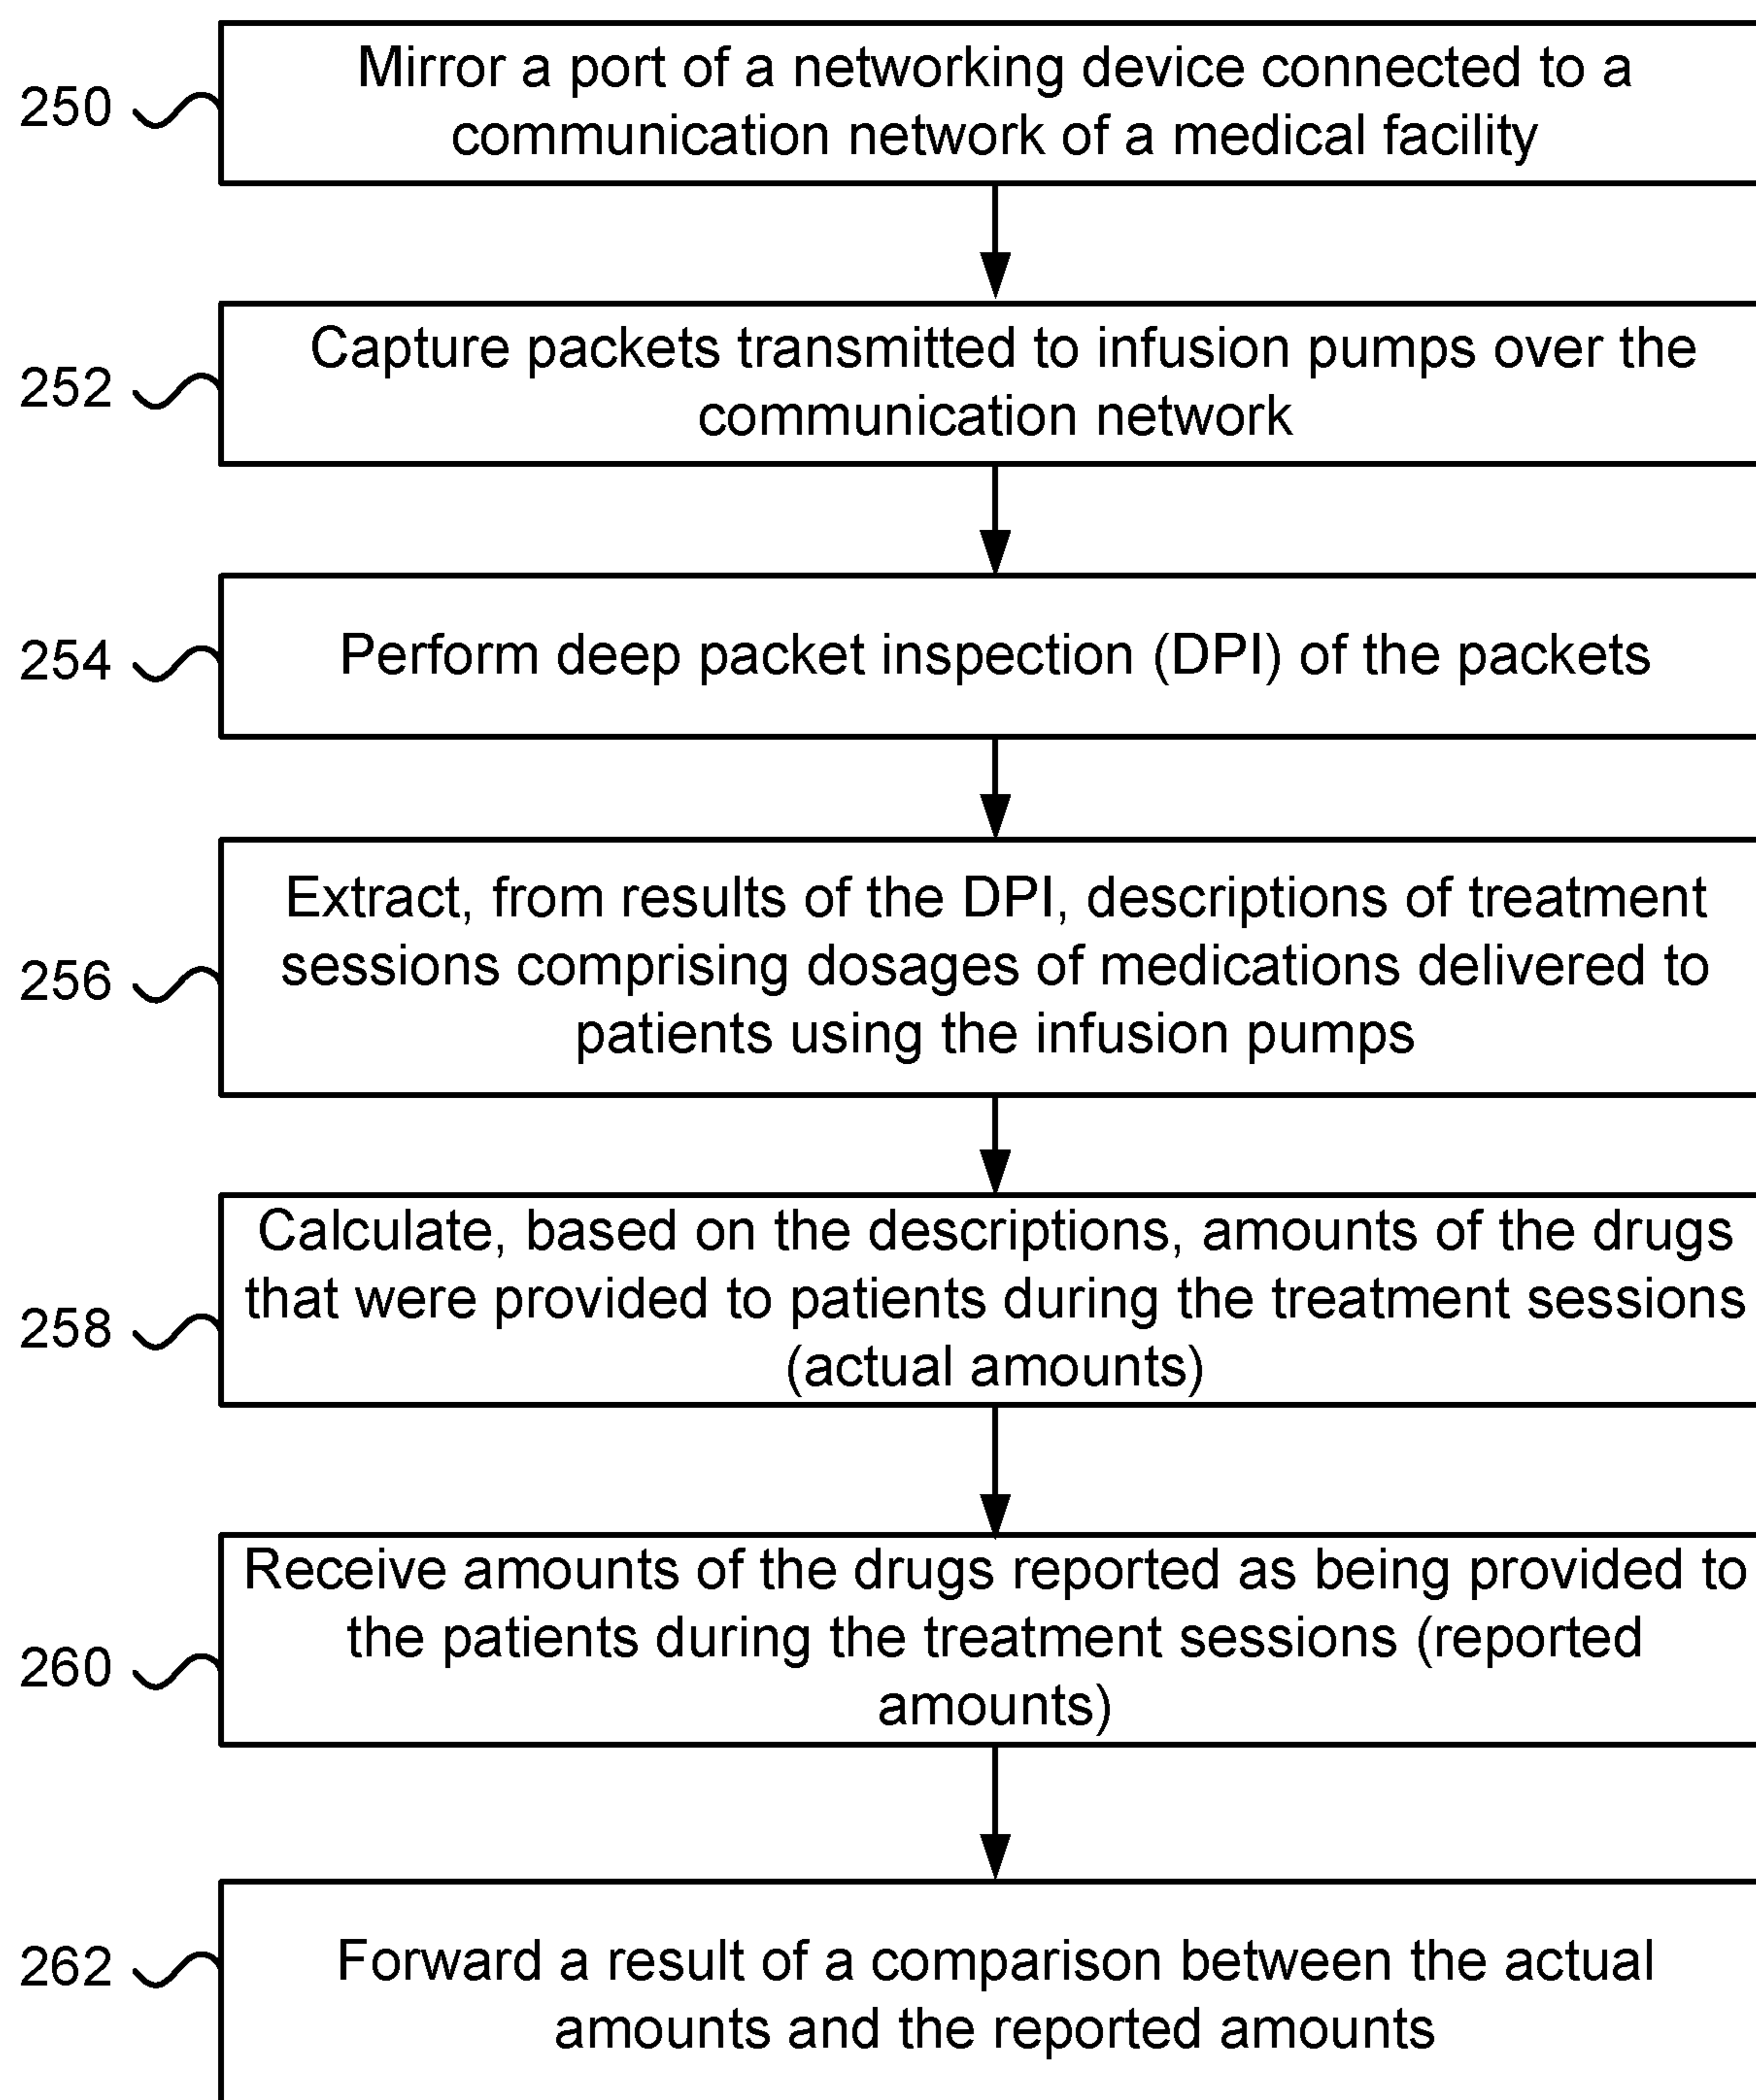 250
Mirror a port of a networking device connected to a
communication network of a medical facility
252
Capture packets transmitted to infusion pumps over the
communication network
254
Perform deep packet inspection (DPI) of the packets
256
Extract, from results of the DPI, descriptions of treatment
sessions comprising dosages of medications delivered to
patients using the infusion pumps
258
Calculate, based on the descriptions, amounts of the drugs
that were provided to patients during the treatment sessions
(actual amounts)
260
Receive amounts of the drugs reported as being provided to
the patients during the treatment sessions (reported
amounts)
262
Forward a result of a comparison between the actual
amounts and the reported amounts